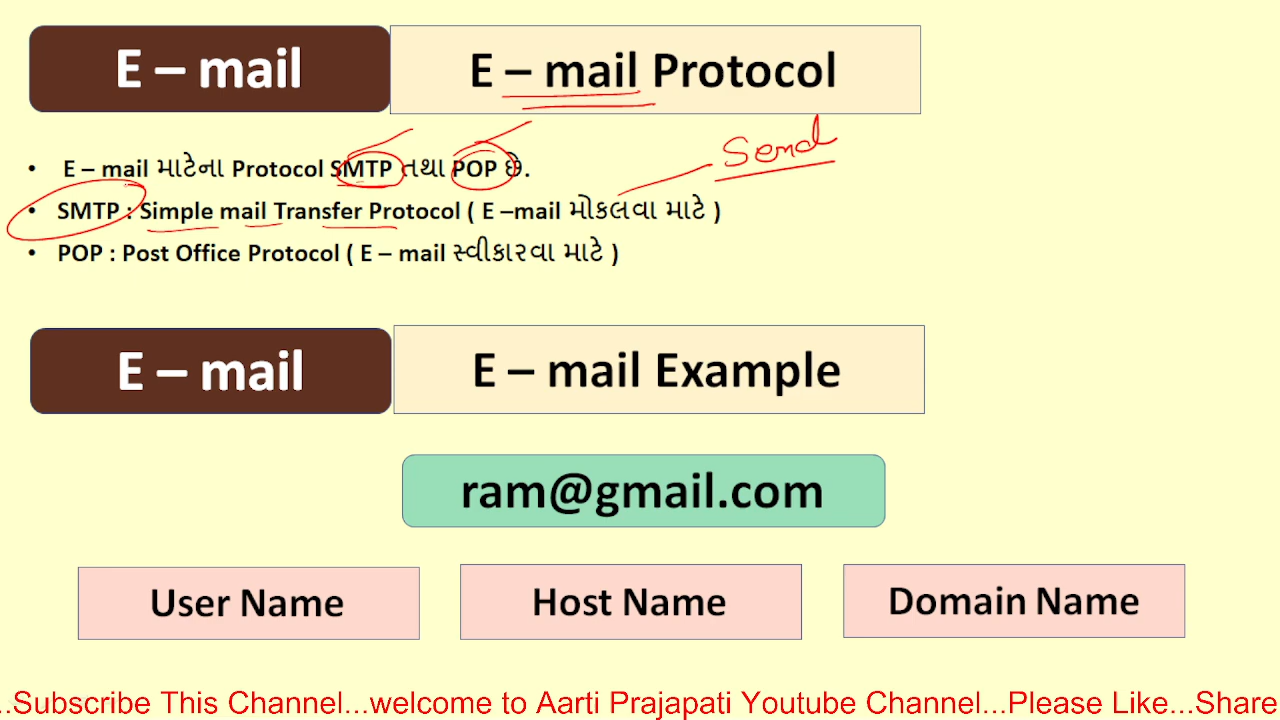 E – mail
E – mail Protocol
• E – mail માટેના Protocol SMTP તથા POP છે.
Send
• SMTP : Simple mail Transfer Protocol ( E –mail મોકલવા માટે )
• POP : Post Office Protocol ( E – mail સ્વીકારવા માટે )
E – mail
E – mail Example
ram@gmail.com
User Name
Host Name
Domain Name
..Subscribe This Channel...welcome to Aarti Prajapati Youtube Channel...Please Like...Share